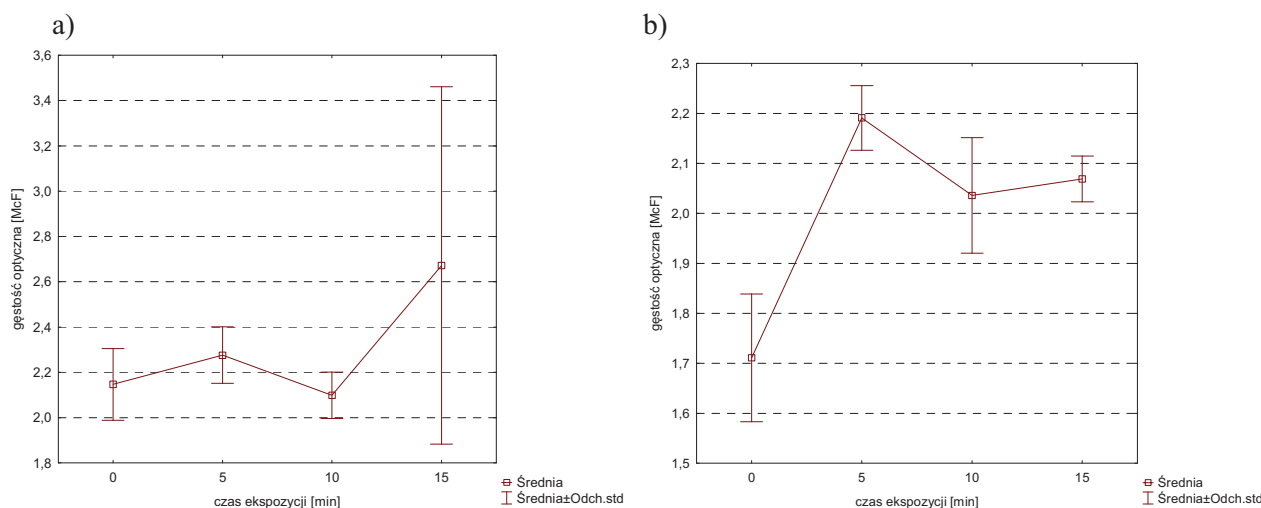 a)
3,6
3,4
3,2
3,0
2,8
2,6
2,4
2,2
2,0
1,8
gęstość optyczna [McF]
0 5 10 15
czas ekspozycji [min]
Średnia
Średnia±Odch.std
b)
2,3
2,2
2,1
2,0
1,9
1,8
1,7
1,6
1,5
gęstość optyczna [McF]
0 5 10 15
czas ekspozycji [min]
Średnia
Średnia±Odch.std